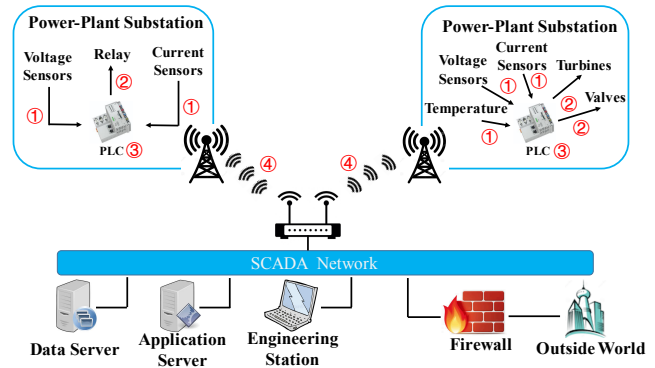 Power-Plant Substation
Voltage
Sensors
Relay
Current
Sensors
①
②
①
PLC ③
④
Power-Plant Substation
Voltage
Sensors
Current
Sensors
Turbines
①
①
Temperature
②
Valves
①
②
PLC ③
④
SCADA Network
Data Server
Application
Server
Engineering
Station
Firewall
Outside World